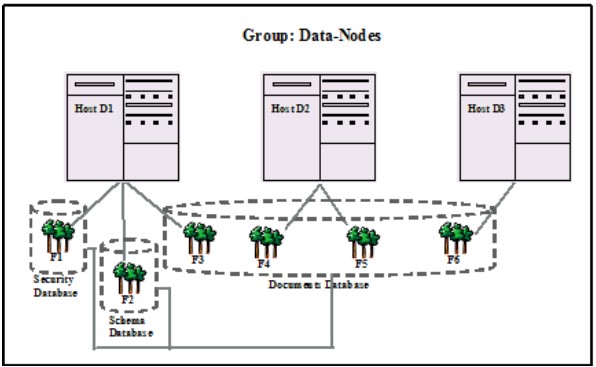 Group: Data-Nodes
Host D1
Host D2
Host D3
F1
F2
F3
F4
F5
F6
Security
Database
Schema
Database
Documents Database